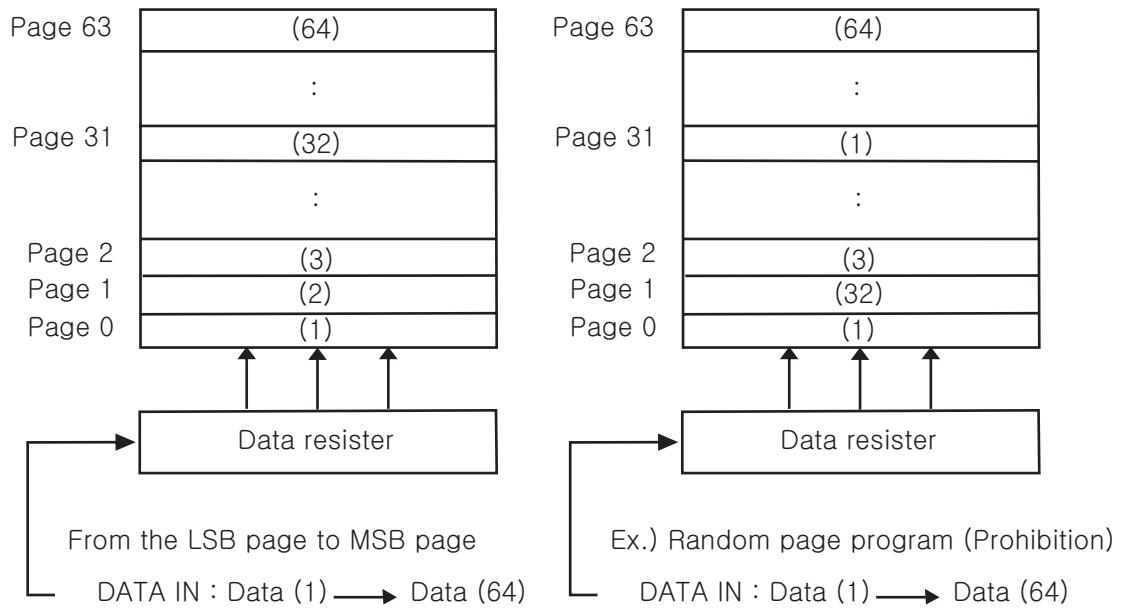 Page 63 (64)
:
Page 31 (32)
:
Page 2 (3)
Page 1 (2)
Page 0 (1)
Data resister
From the LSB page to MSB page
DATA IN : Data (1) Data (64)
Page 63 (64)
:
Page 31 (1)
:
Page 2 (3)
Page 1 (32)
Page 0 (1)
Data resister
Ex.) Random page program (Prohibition)
DATA IN : Data (1) Data (64)